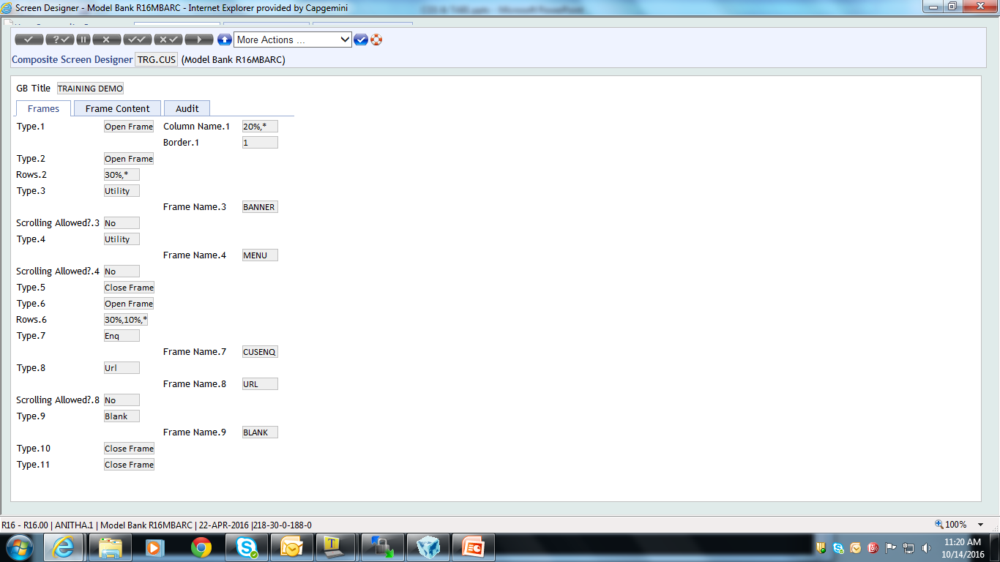 Screen Designer - Model Bank R16MBARC - Internet Explorer provided by Capgemini
More Actions ...
Composite Screen Designer TRG.CUS (Model Bank R16MBARC)
GB Title TRAINING DEMO
Frames Frame Content Audit
Type.1 Open Frame Column Name.1 20%,*
Border.1 1
Type.2 Open Frame
Rows.2 30%,*
Type.3 Utility
Frame Name.3 BANNER
Scrolling Allowed?.3 No
Type.4 Utility
Frame Name.4 MENU
Scrolling Allowed?.4 No
Type.5 Close Frame
Type.6 Open Frame
Rows.6 30%,10%,*
Type.7 Enq
Frame Name.7 CUSENQ
Type.8 Url
Frame Name.8 URL
Scrolling Allowed?.8 No
Type.9 Blank
Frame Name.9 BLANK
Type.10 Close Frame
Type.11 Close Frame
R16 - R16.00 | ANITHA.1 | Model Bank R16MBARC | 22-APR-2016 |218-30-0-188-0
100%
11:20 AM
10/14/2016